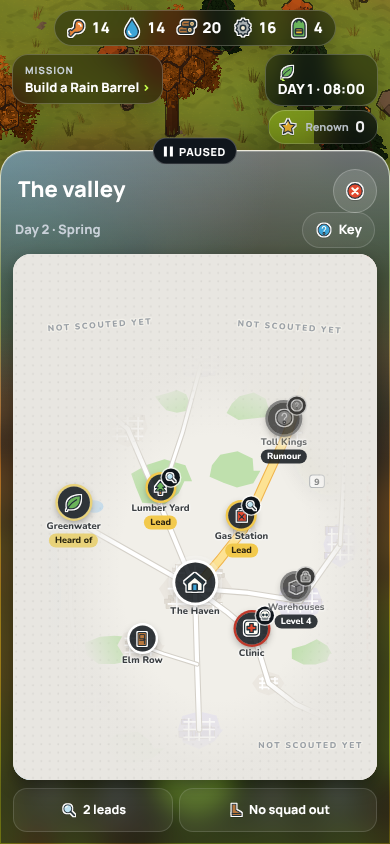 14
14
20
16
4
MISSION
Build a Rain Barrel ›
DAY 1 · 08:00
Renown 0
PAUSED
The valley
Day 2 · Spring
Key
NOT SCOUTED YET
NOT SCOUTED YET
Toll Kings
Rumour
9
Lumber Yard
Lead
Greenwater
Heard of
Gas Station
Lead
The Haven
Warehouses
Level 4
Elm Row
Clinic
NOT SCOUTED YET
2 leads
No squad out